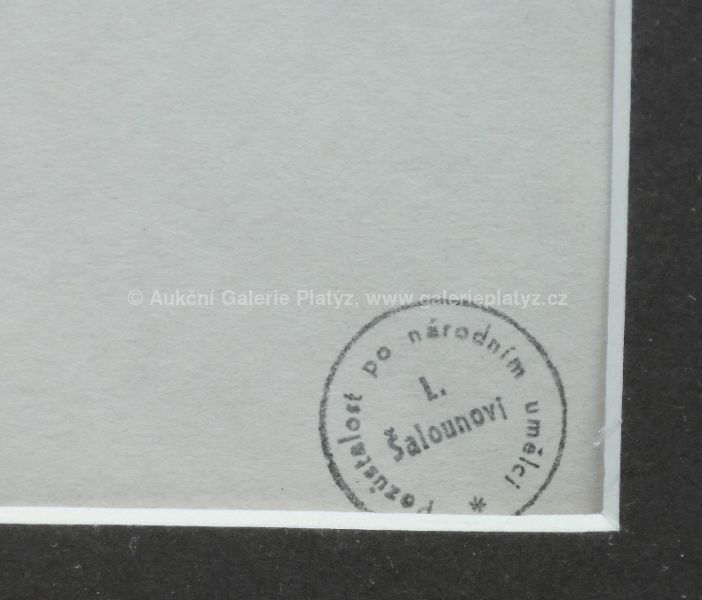 © Aukční Galerie Platýz, www.galerieplatyz.cz
Pozůstalost po národním umělci *
L.
Šalounovi